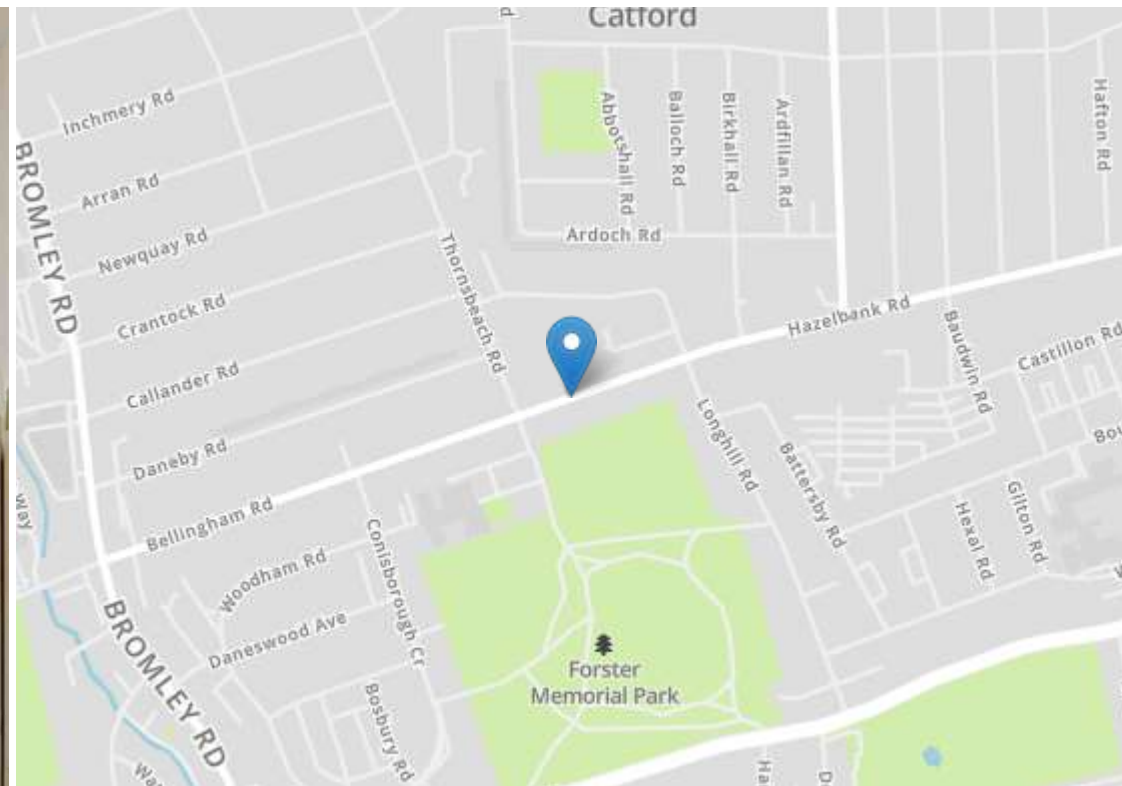 Catford
Inchmery Rd
Arran Rd
Newquay Rd
Crantock Rd
Callander Rd
Daneby Rd
Bellingham Rd
BROMLEY RD
Thornsbeach Rd
Abbotshall Rd
Balloch Rd
Birkhall Rd
Ardfillan Rd
Hafton Rd
Ardoch Rd
Hazelbank Rd
Baudwin Rd
Castillon Rd
Longhill Rd
Battersby Rd
Hexal Rd
Gilton Rd
Woodham Rd
Daneswood Ave
Conisborough Cr
Bosbury Rd
BROMLEY RD
way
Forster
Memorial Park